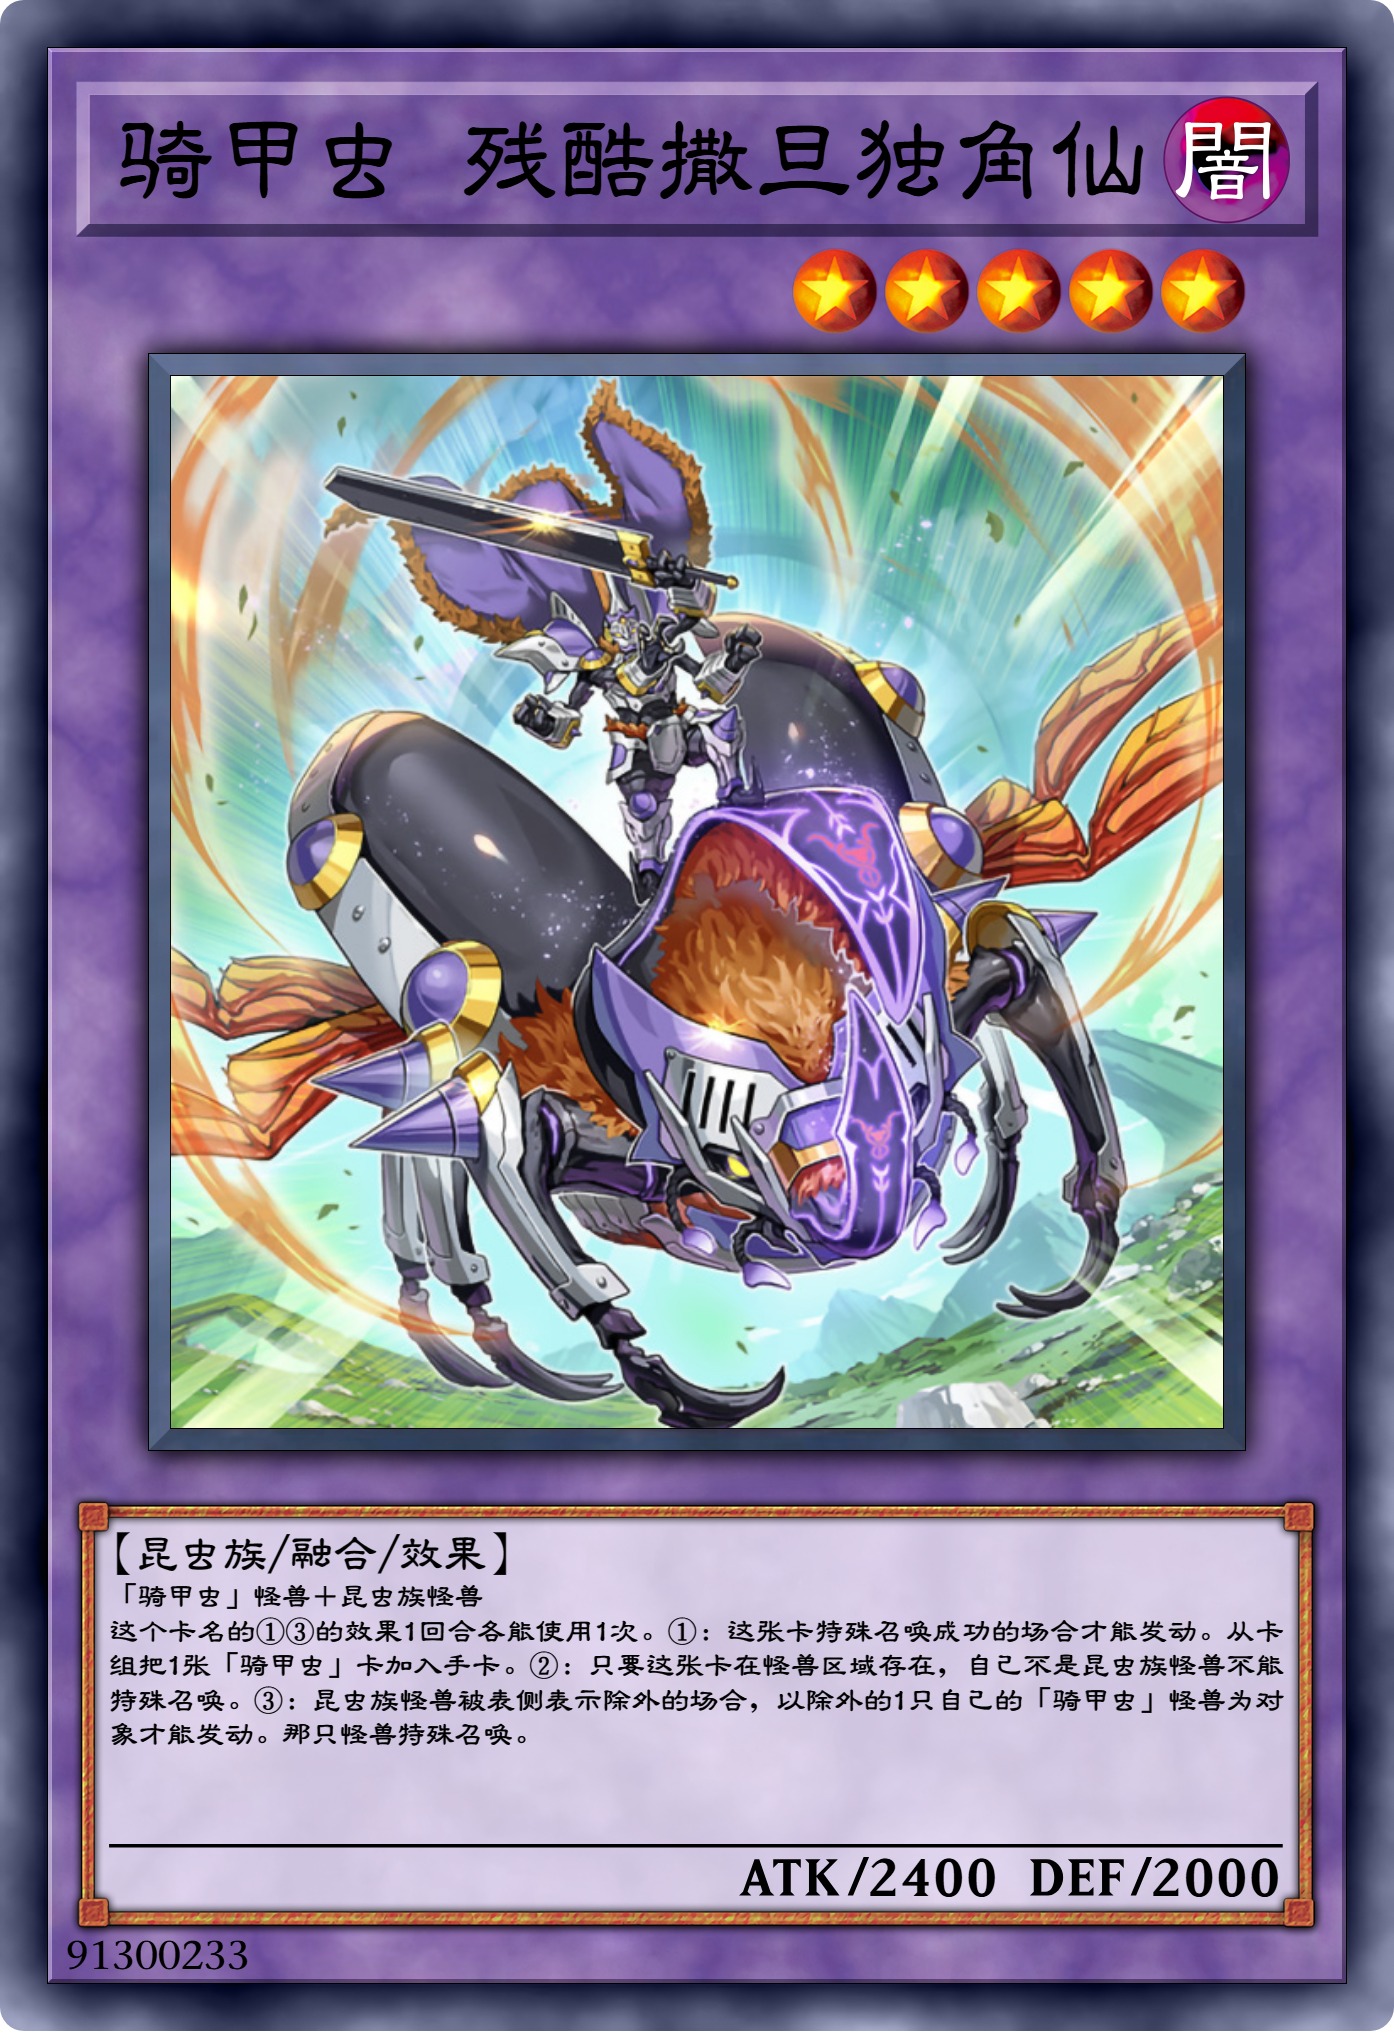 骑甲虫 残酷撒旦独角仙 闇
【昆虫族/融合/效果】
「骑甲虫」怪兽＋昆虫族怪兽
这个卡名的①③的效果1回合各能使用1次。①：这张卡特殊召唤成功的场合才能发动。从卡
组把1张「骑甲虫」卡加入手卡。②：只要这张卡在怪兽区域存在，自己不是昆虫族怪兽不能
特殊召唤。③：昆虫族怪兽被表侧表示除外的场合，以除外的1只自己的「骑甲虫」怪兽为对
象才能发动。那只怪兽特殊召唤。
ATK/2400 DEF/2000
91300233